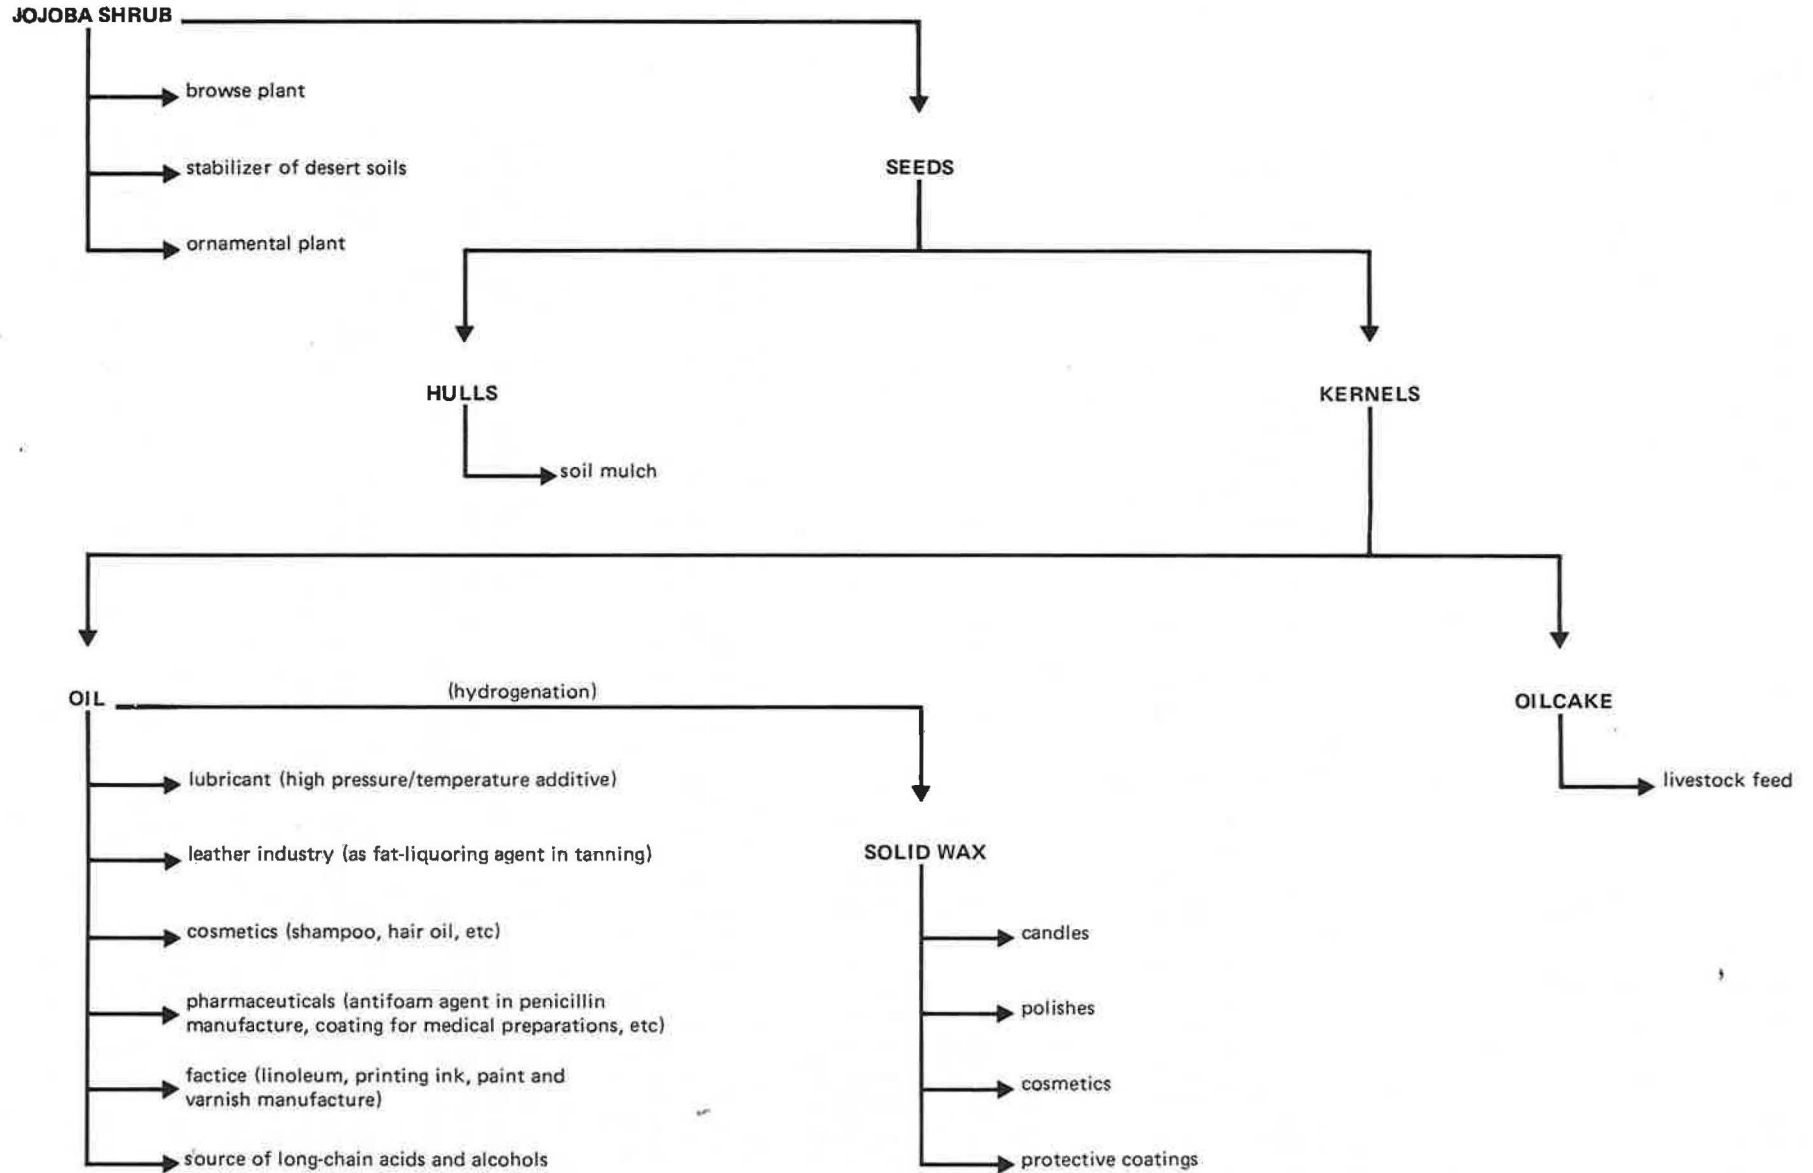 JOJOBA SHRUB
browse plant
stabilizer of desert soils
ornamental plant
SEEDS
HULLS
soil mulch
KERNELS
OIL
(hydrogenation)
lubricant (high pressure/temperature additive)
leather industry (as fat-liquoring agent in tanning)
cosmetics (shampoo, hair oil, etc)
pharmaceuticals (antifoam agent in penicillin
manufacture, coating for medical preparations, etc)
factice (linoleum, printing ink, paint and
varnish manufacture)
source of long-chain acids and alcohols
SOLID WAX
candles
polishes
cosmetics
protective coatings
OILCAKE
livestock feed